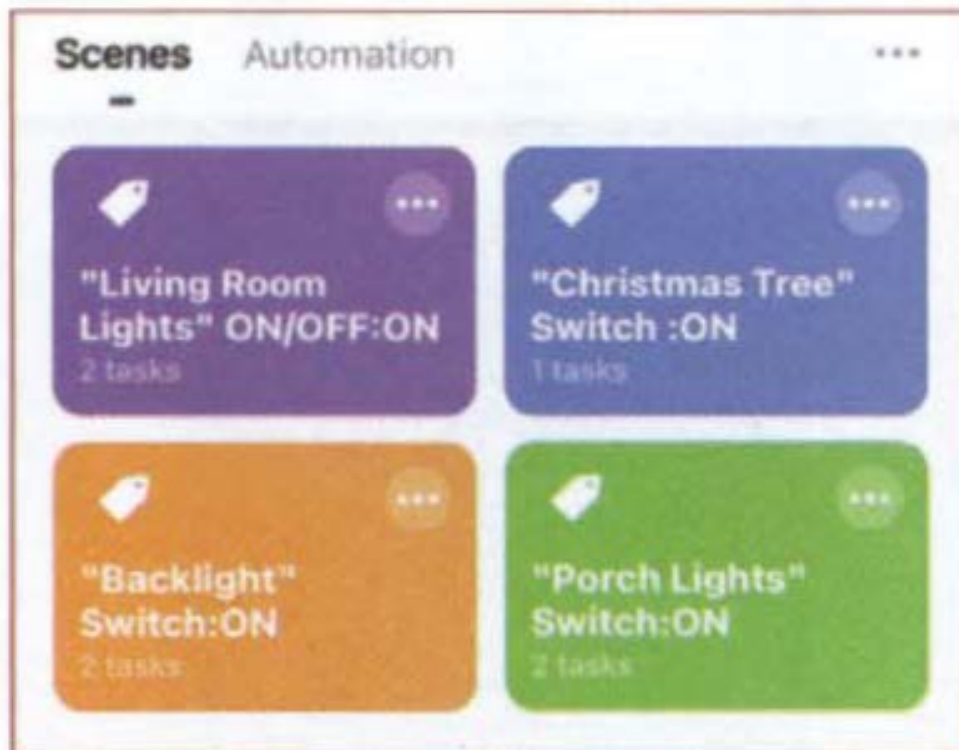 Scenes Automation
"Living Room
Lights" ON/OFF:ON
2 tasks
"Christmas Tree"
Switch :ON
1 tasks
"Backlight"
Switch:ON
2 tasks
"Porch Lights"
Switch:ON
2 tasks